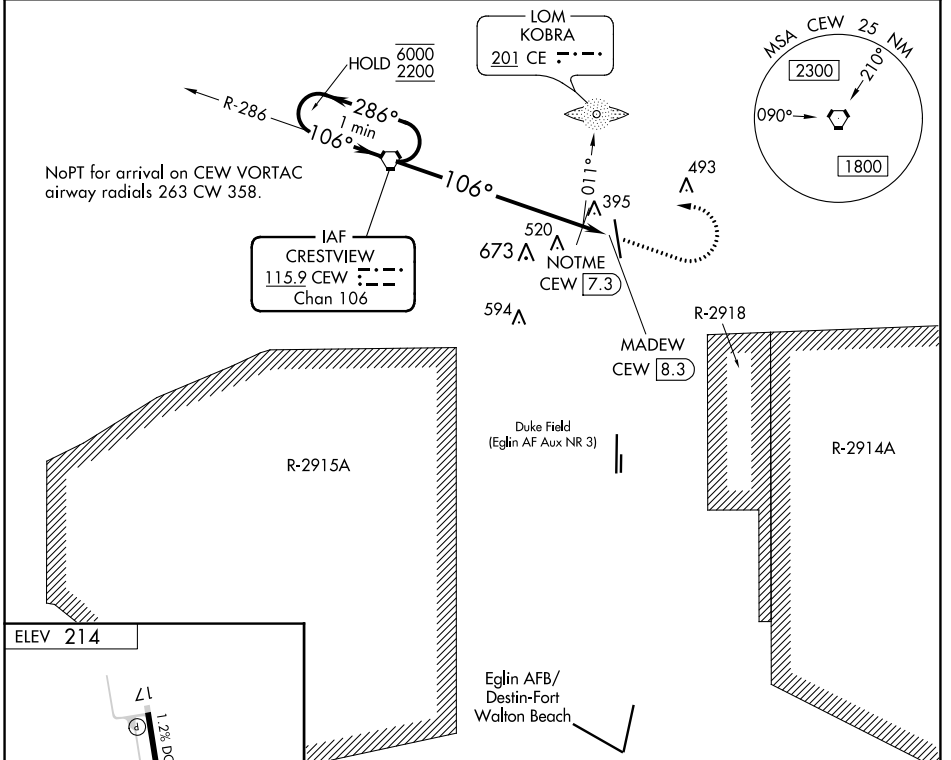 LOM
KOBRA
201 CE
MSA CEW 25 NM
2300
210°
090°
1800
HOLD 6000
2200
R-286
286°
1 min
106°
NoPT for arrival on CEW VORTAC
airway radials 263 CW 358.
106°
011°
493
395
520
673
NOTME
CEW 7.3
IAF
CRESTVIEW
115.9 CEW
Chan 106
594
R-2918
MADEW
CEW 8.3
Duke Field
(Eglin AF Aux NR 3)
R-2915A
R-2914A
ELEV 214
Eglin AFB/
Destin-Fort
Walton Beach
17
P